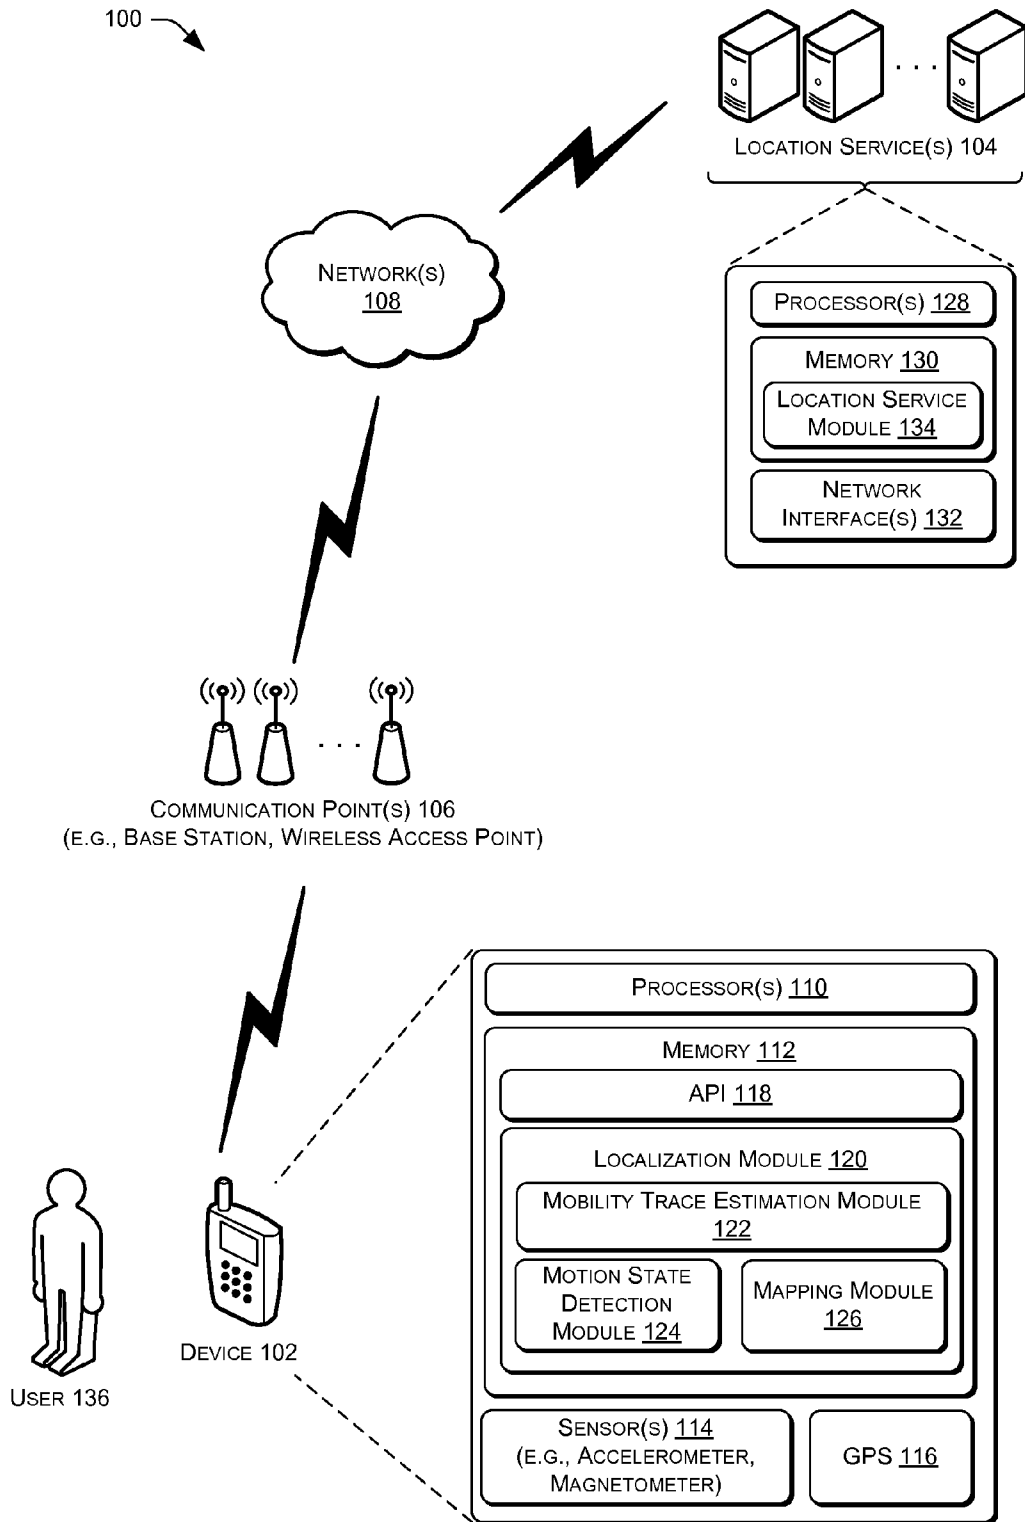 100
LOCATION SERVICE(S) 104
NETWORK(S)
108
PROCESSOR(S) 128
MEMORY 130
LOCATION SERVICE
MODULE 134
NETWORK
INTERFACE(S) 132
COMMUNICATION POINT(S) 106
(E.G., BASE STATION, WIRELESS ACCESS POINT)
PROCESSOR(S) 110
MEMORY 112
API 118
LOCALIZATION MODULE 120
MOBILITY TRACE ESTIMATION MODULE
122
MOTION STATE
DETECTION
MODULE 124
MAPPING MODULE
126
DEVICE 102
USER 136
SENSOR(S) 114
(E.G., ACCELEROMETER,
MAGNETOMETER)
GPS 116